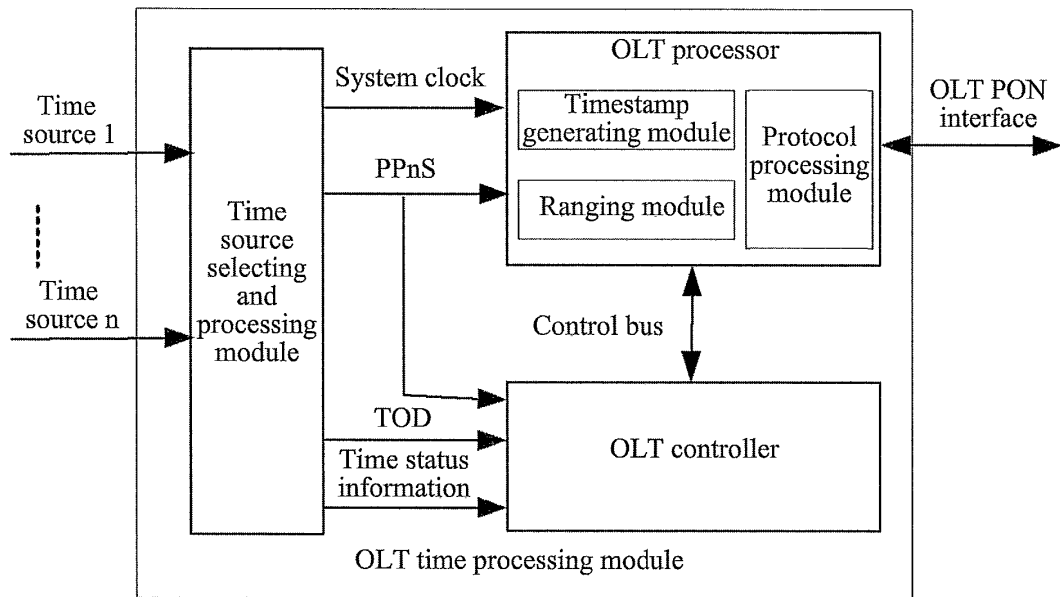 OLT processor
System clock
Timestamp
generating module
Protocol
processing
module
OLT PON
interface
Time
source 1
PPnS
Ranging module
Time
source
selecting
and
processing
module
Time
source n
Control bus
TOD
Time status
information
OLT controller
OLT time processing module